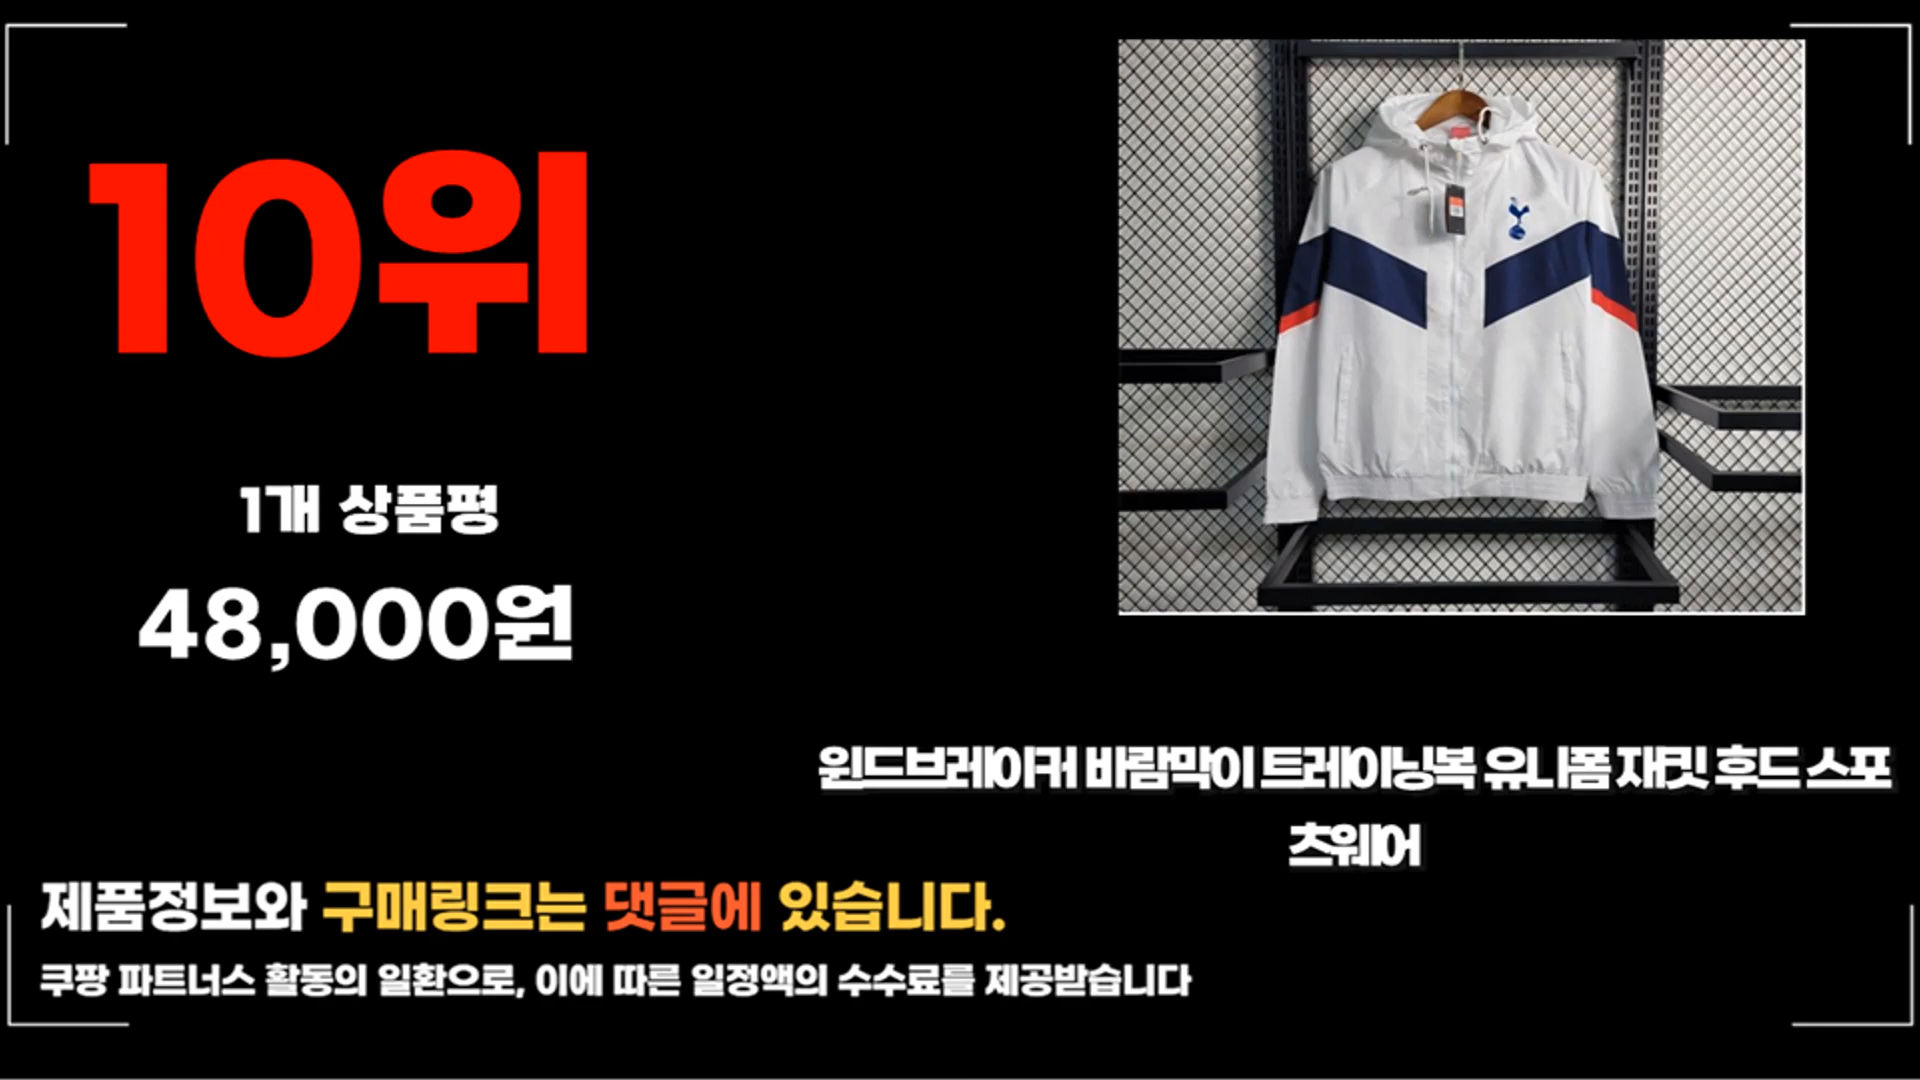 10위
1개 상품평
48,000원
윈드브레이커 바람막이 트레이닝복 유니폼 재킷 후드 스포
츠웨어
제품정보와 구매링크는 댓글에 있습니다.
쿠팡 파트너스 활동의 일환으로, 이에 따른 일정액의 수수료를 제공받습니다